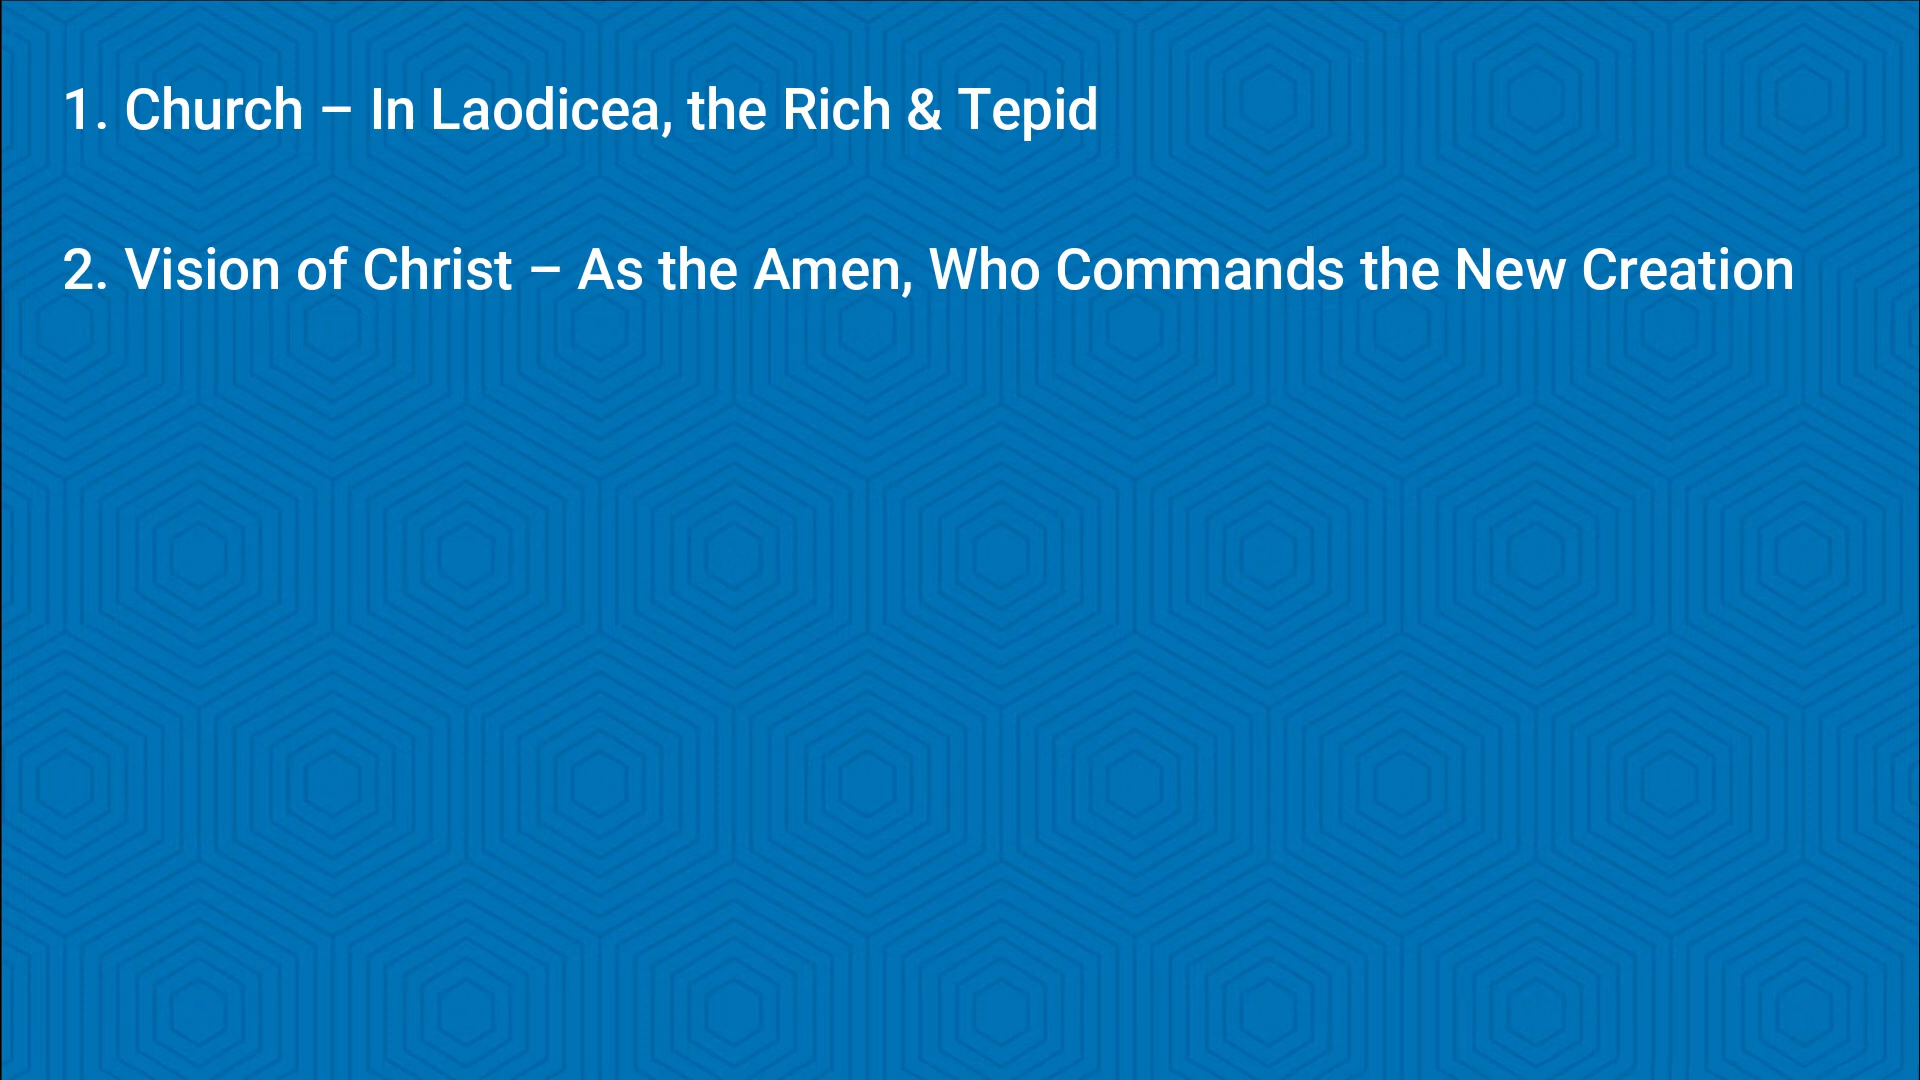 1. Church – In Laodicea, the Rich & Tepid
2. Vision of Christ – As the Amen, Who Commands the New Creation